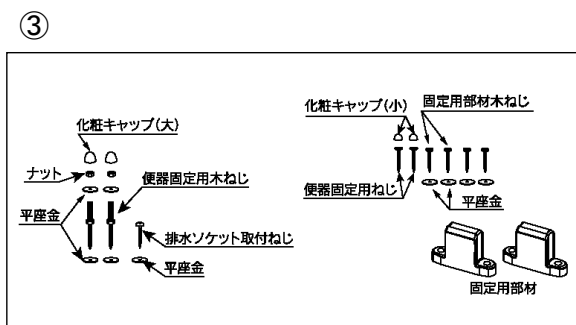 ③
化粧キャップ(大)
ナット
平座金
便器固定用木ねじ
排水ソケット取付ねじ
平座金
化粧キャップ(小)
固定用部材木ねじ
便器固定用ねじ
平座金
固定用部材